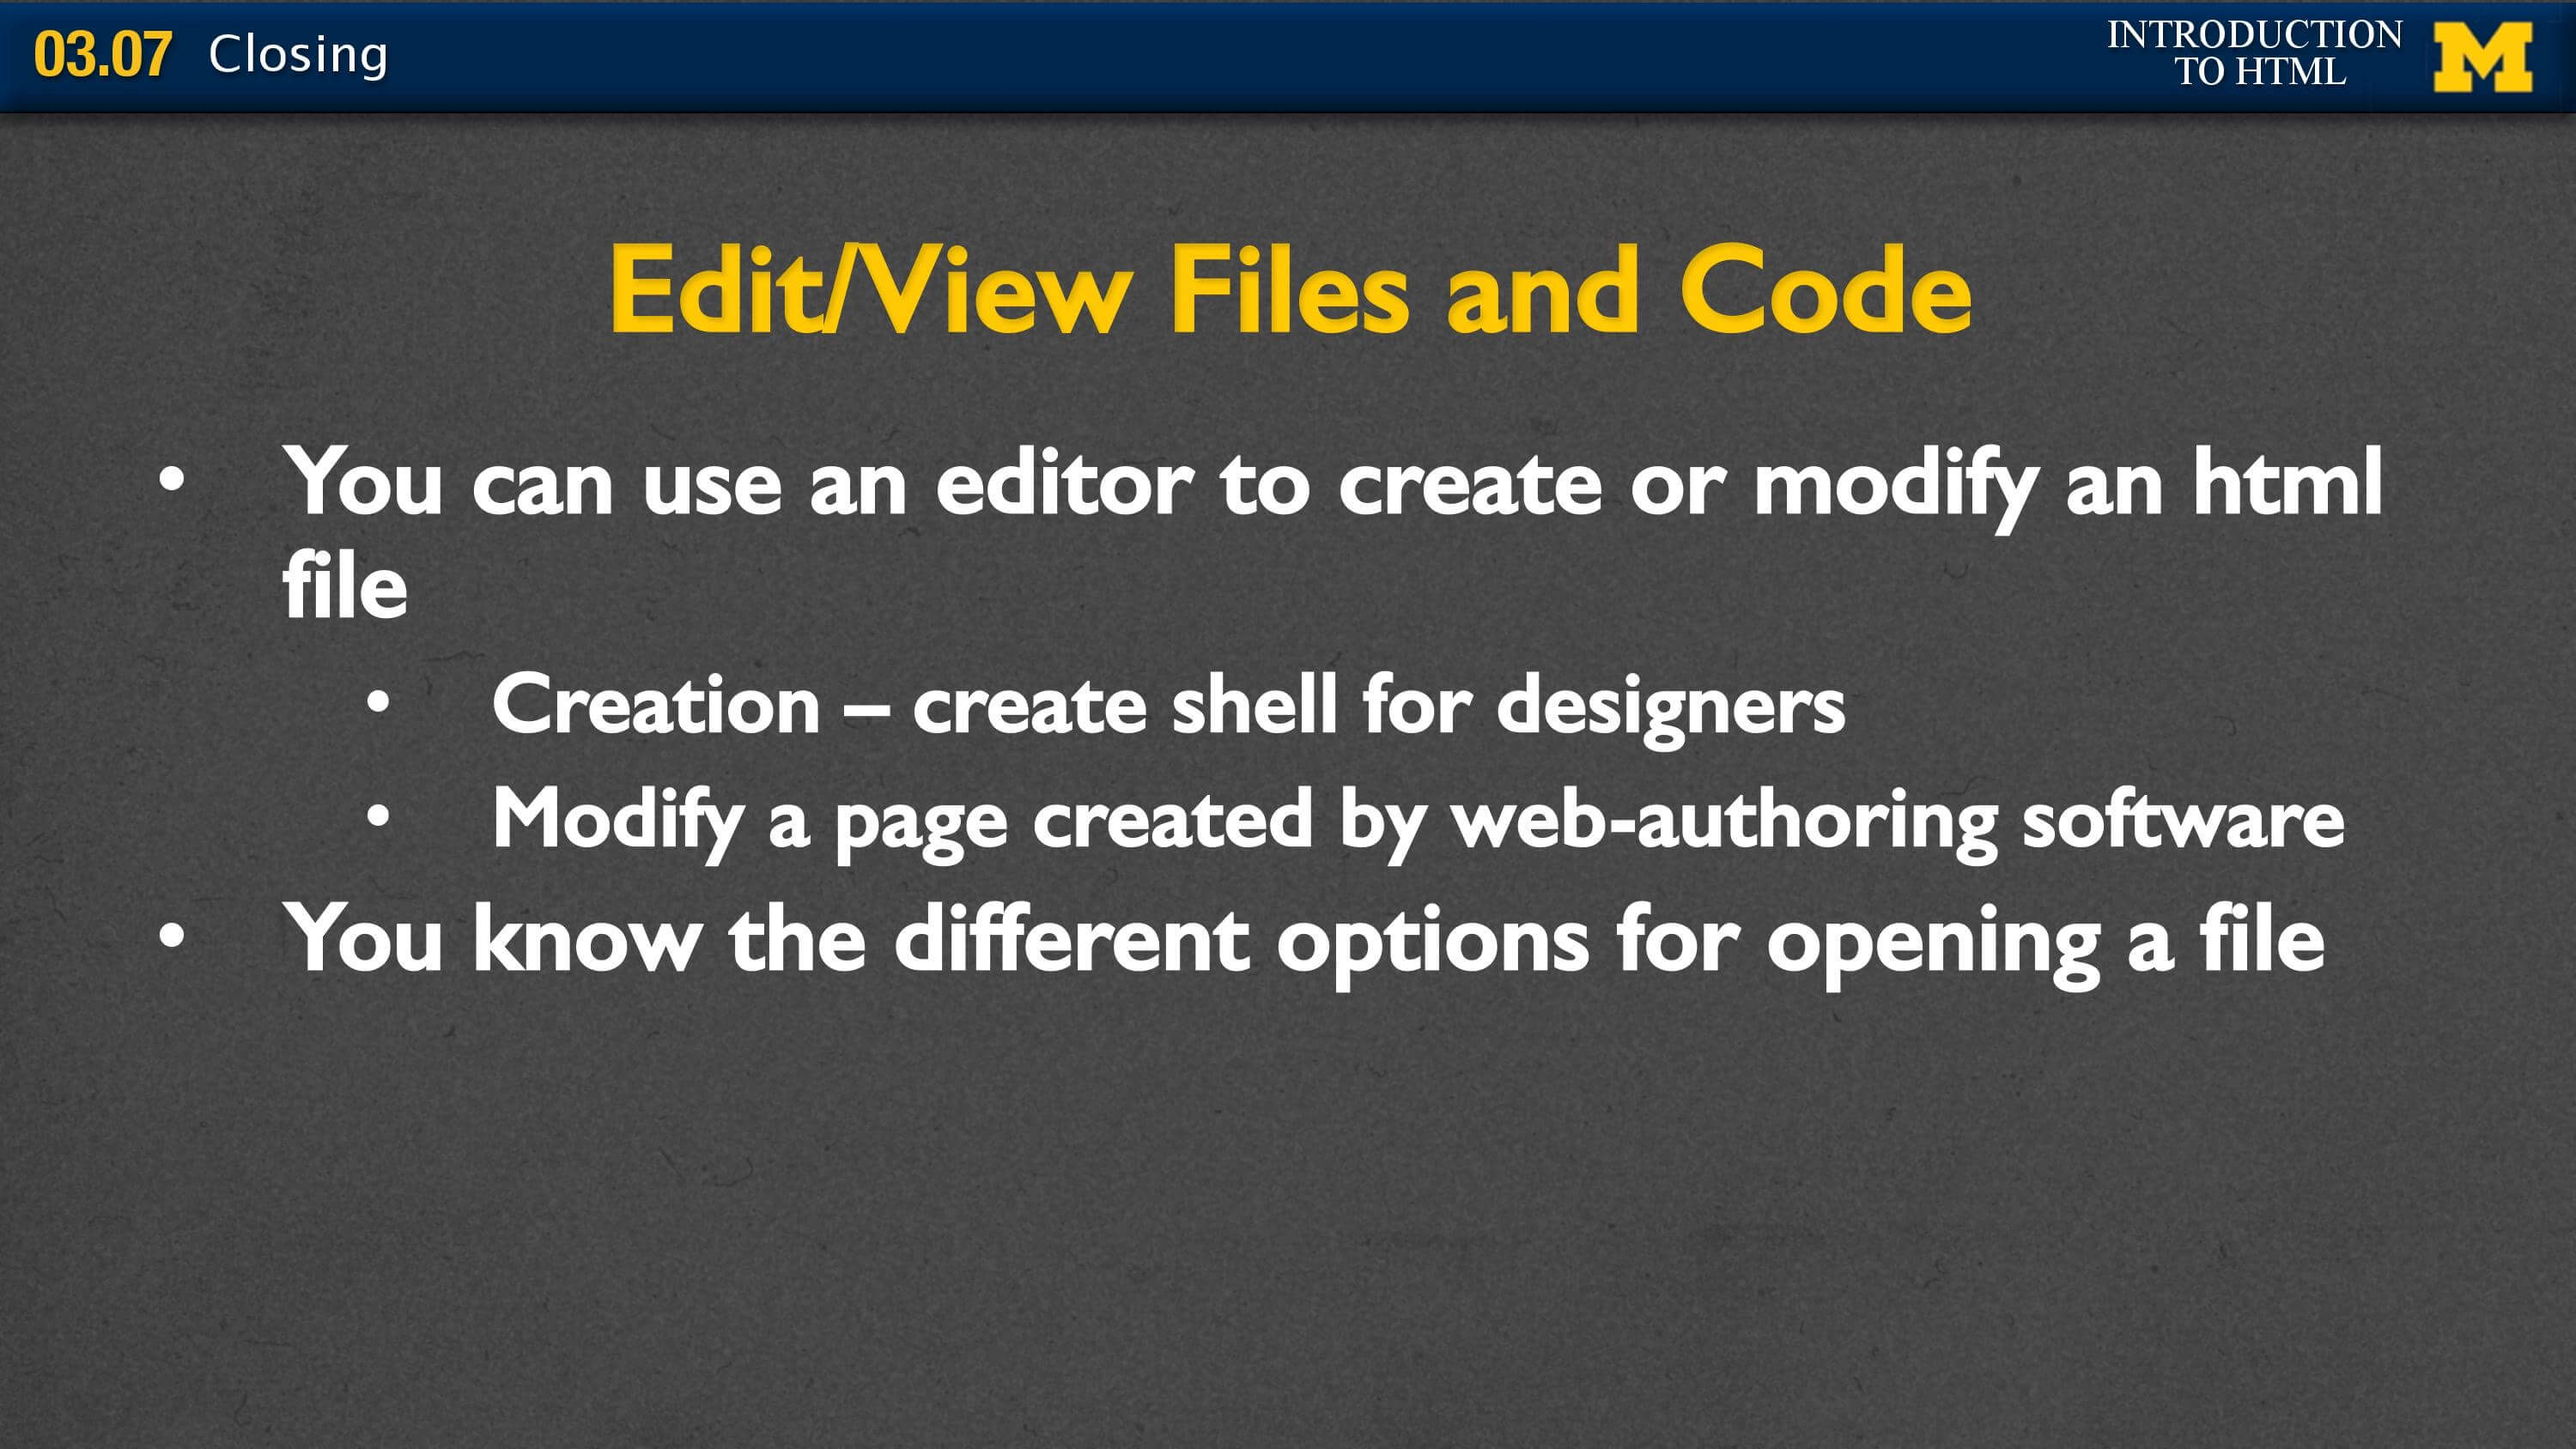 03.07 Closing
INTRODUCTION
TO HTML
M
Edit/View Files and Code
• You can use an editor to create or modify an html
file
• Creation – create shell for designers
• Modify a page created by web-authoring software
• You know the different options for opening a file